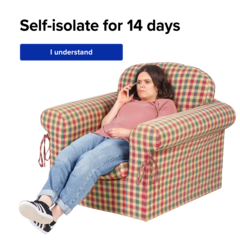 Self-isolate for 14 days
I understand